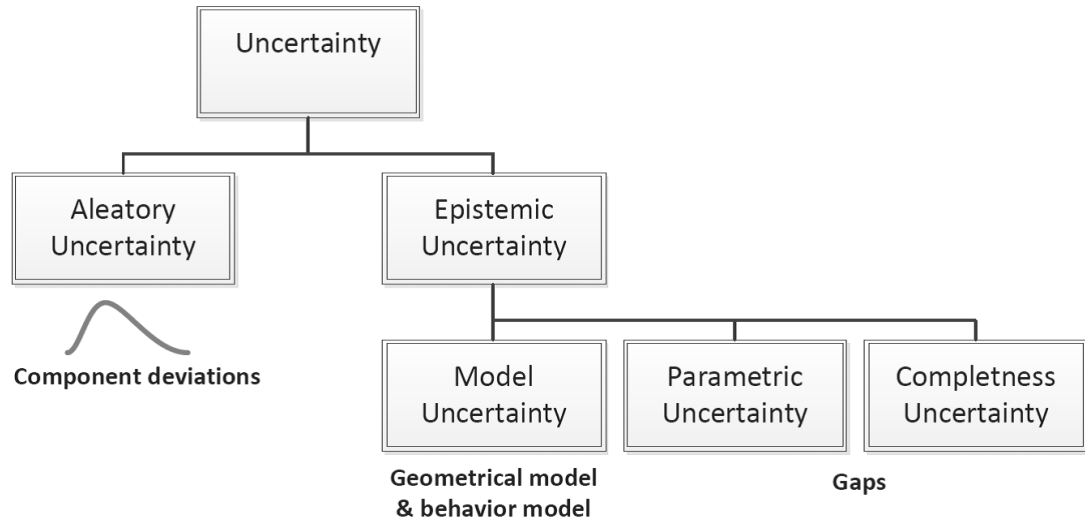 Uncertainty
Aleatory
Uncertainty
Epistemic
Uncertainty
Component deviations
Model
Uncertainty
Parametric
Uncertainty
Completness
Uncertainty
Geometrical model
& behavior model
Gaps